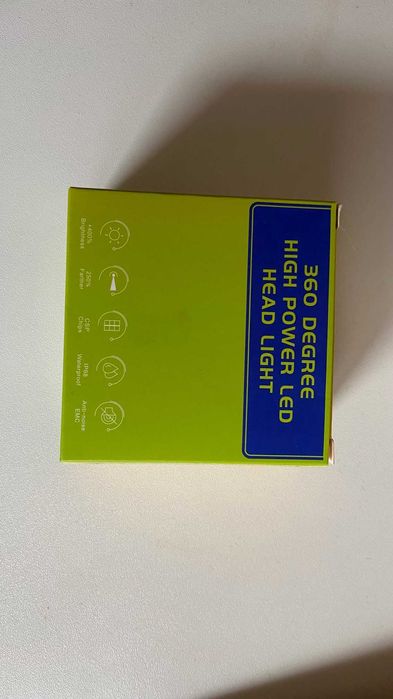 360 DEGREE
HIGH POWER LED
HEAD LIGHT
+400%
Brightness
250%
Farther
CSP
Chips
IP68
Waterproof
Anti-noise
EMC